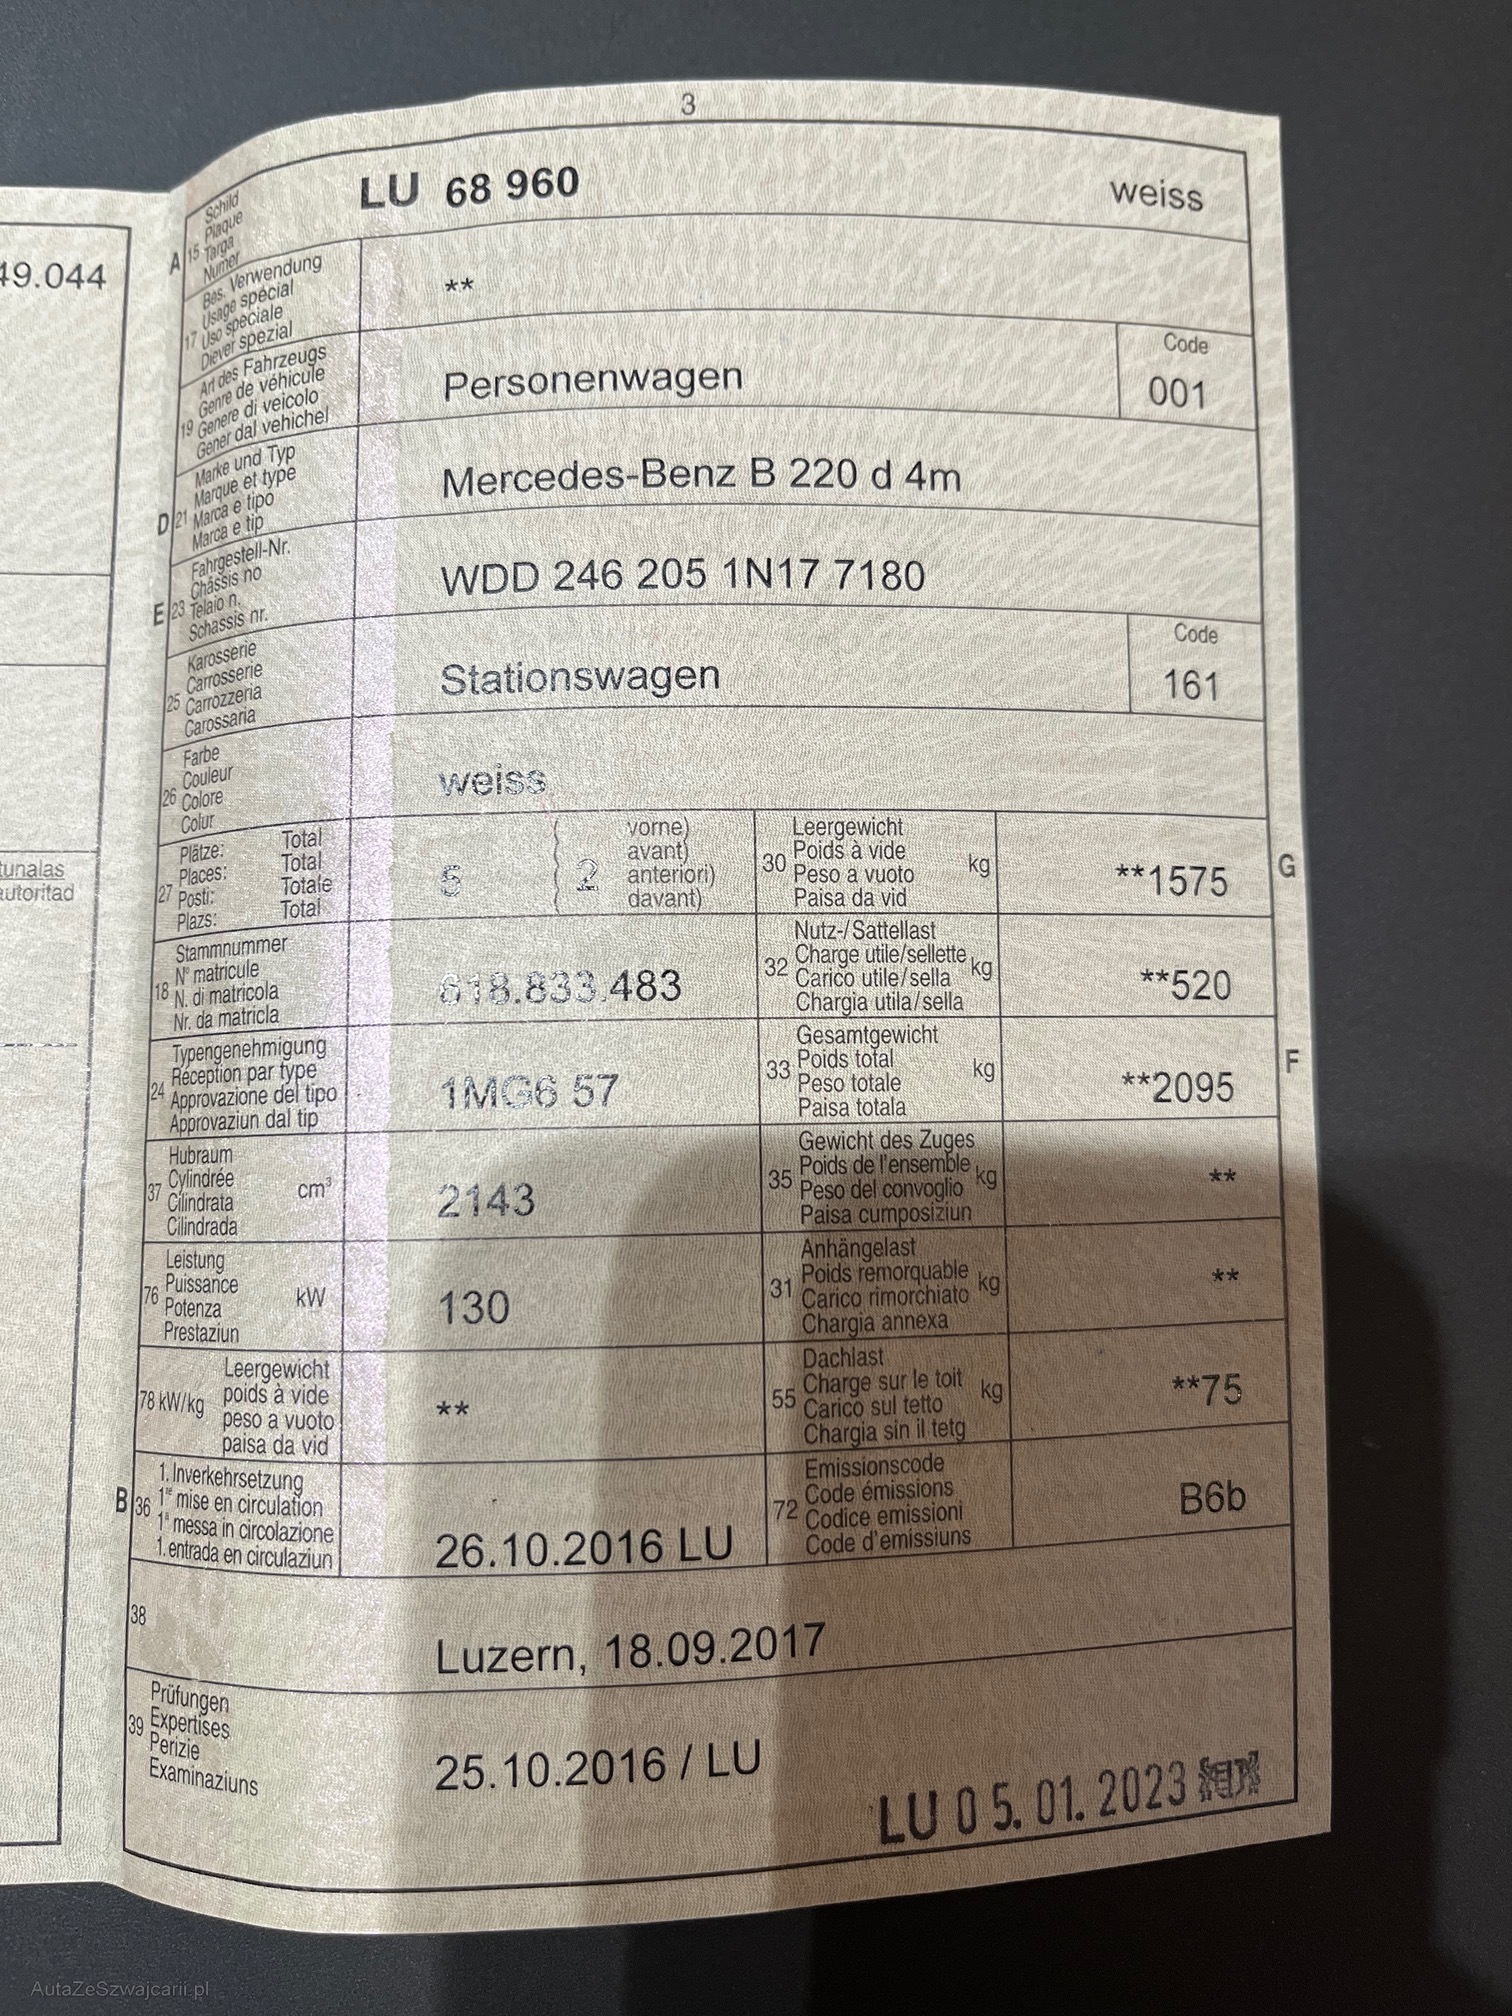 3
49.044
tunalas
autoritad
A 15 Schild
Plaque
Targa
Numer
LU 68 960 weiss
17 Bes. Verwendung
Usage spécial
Uso speciale
Diever spezial
**
19 Art des Fahrzeugs
Genre de véhicule
Genere di veicolo
Gener dal vehichel
Personenwagen
Code
001
D 21 Marke und Typ
Marque et type
Marca e tipo
Marca e tip
Mercedes-Benz B 220 d 4m
E 23 Fahrgestell-Nr.
Châssis no
Telaio n.
Schassis nr.
WDD 246 205 1N17 7180
25 Karosserie
Carrosserie
Carrozzeria
Carossaria
Stationswagen
Code
161
26 Farbe
Couleur
Colore
Colur
weiss
27 Plätze: Total
Places: Total
Posti: Totale
Plazs: Total
5 ( 2 vorne)
avant)
anteriori)
davant)
30 Leergewicht
Poids à vide kg
Peso a vuoto
Paisa da vid
**1575
G
18 Stammnummer
N° matricule
N. di matricola
Nr. da matricla
618.833.483
32 Nutz-/Sattellast
Charge utile/sellette kg
Carico utile/sella
Chargia utila/sella
**520
24 Typengenehmigung
Réception par type
Approvazione del tipo
Approvaziun dal tip
1MG6 57
33 Gesamtgewicht
Poids total kg
Peso totale
Paisa totala
**2095
F
37 Hubraum
Cylindrée cm³
Cilindrata
Cilindrada
2143
35 Gewicht des Zuges
Poids de l'ensemble kg
Peso del convoglio
Paisa cumposiziun
**
76 Leistung
Puissance kW
Potenza
Prestaziun
130
31 Anhängelast
Poids remorquable kg
Carico rimorchiato
Chargia annexa
**
78 kW/kg Leergewicht
poids à vide
peso a vuoto
paisa da vid
**
55 Dachlast
Charge sur le toit kg
Carico sul tetto
Chargia sin il tetg
**75
B 36 1. Inverkehrsetzung
1re mise en circulation
1a messa in circolazione
1. entrada en circulaziun
26.10.2016 LU
72 Emissionscode
Code émissions
Codice emissioni
Code d'emissiuns
B6b
38
Luzern, 18.09.2017
39 Prüfungen
Expertises
Perizie
Examinaziuns
25.10.2016 / LU
LU 0 5. 01. 2023
AutaZeSzwajcarii.pl